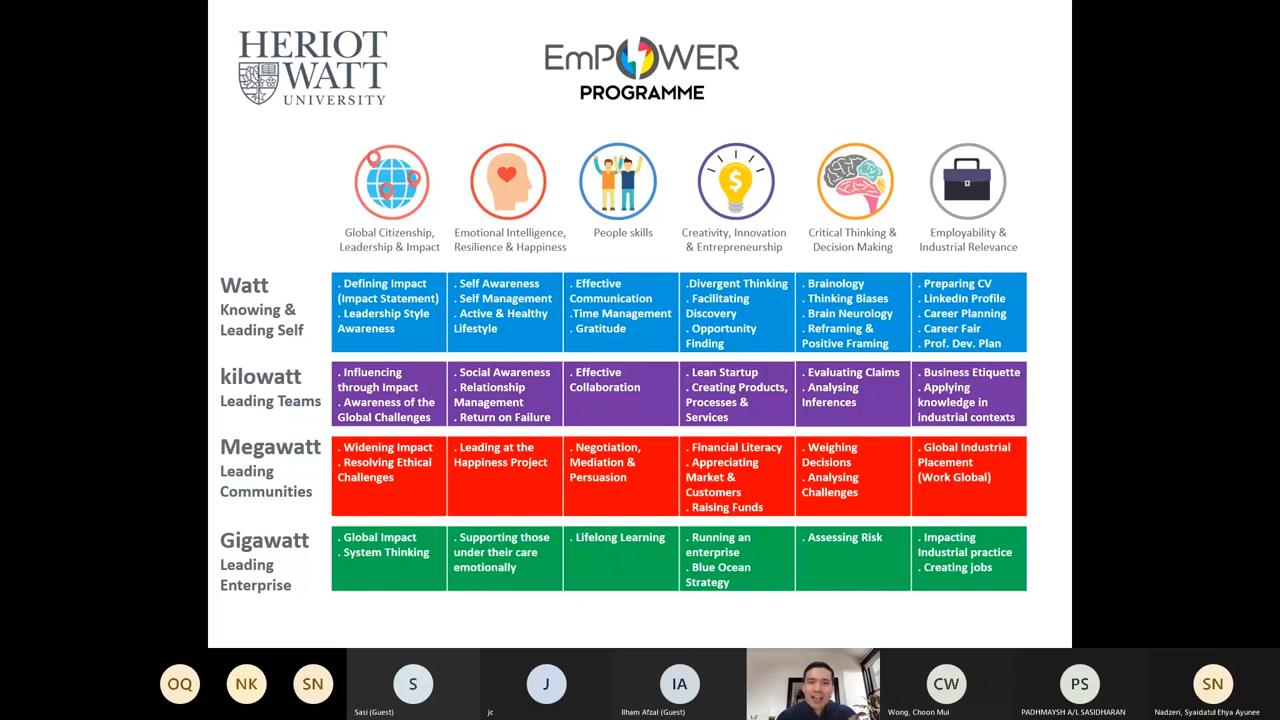 HERIOT
WATT
UNIVERSITY
EmPOWER
PROGRAMME
Global Citizenship,
Leadership & Impact
Emotional Intelligence,
Resilience & Happiness
People skills
Creativity, Innovation
& Entrepreneurship
Critical Thinking &
Decision Making
Employability &
Industrial Relevance
Watt
Knowing &
Leading Self
. Defining Impact
(Impact Statement)
. Leadership Style
Awareness
. Self Awareness
. Self Management
. Active & Healthy
Lifestyle
. Effective
Communication
.Time Management
. Gratitude
.Divergent Thinking
. Facilitating
Discovery
. Opportunity
Finding
. Brainology
. Thinking Biases
. Brain Neurology
. Reframing &
Positive Framing
. Preparing CV
. LinkedIn Profile
. Career Planning
. Career Fair
. Prof. Dev. Plan
kilowatt
Leading Teams
. Influencing
through Impact
. Awareness of the
Global Challenges
. Social Awareness
. Relationship
Management
. Return on Failure
. Effective
Collaboration
. Lean Startup
. Creating Products,
Processes &
Services
. Evaluating Claims
. Analysing
Inferences
. Business Etiquette
. Applying
knowledge in
industrial contexts
Megawatt
Leading
Communities
. Widening Impact
. Resolving Ethical
Challenges
. Leading at the
Happiness Project
. Negotiation,
Mediation &
Persuasion
. Financial Literacy
. Appreciating
Market &
Customers
. Raising Funds
. Weighing
Decisions
. Analysing
Challenges
. Global Industrial
Placement
(Work Global)
Gigawatt
Leading
Enterprise
. Global Impact
. System Thinking
. Supporting those
under their care
emotionally
. Lifelong Learning
. Running an
enterprise
. Blue Ocean
Strategy
. Assessing Risk
. Impacting
Industrial practice
. Creating jobs
OQ
NK
SN
S
Sasi (Guest)
J
jc
IA
Ilham Afzal (Guest)
CW
Wong, Choon Mui
PS
PADHMAYSH A/L SASIDHARAN
SN
Nadzeri, Syaidatul Ehya Ayunee